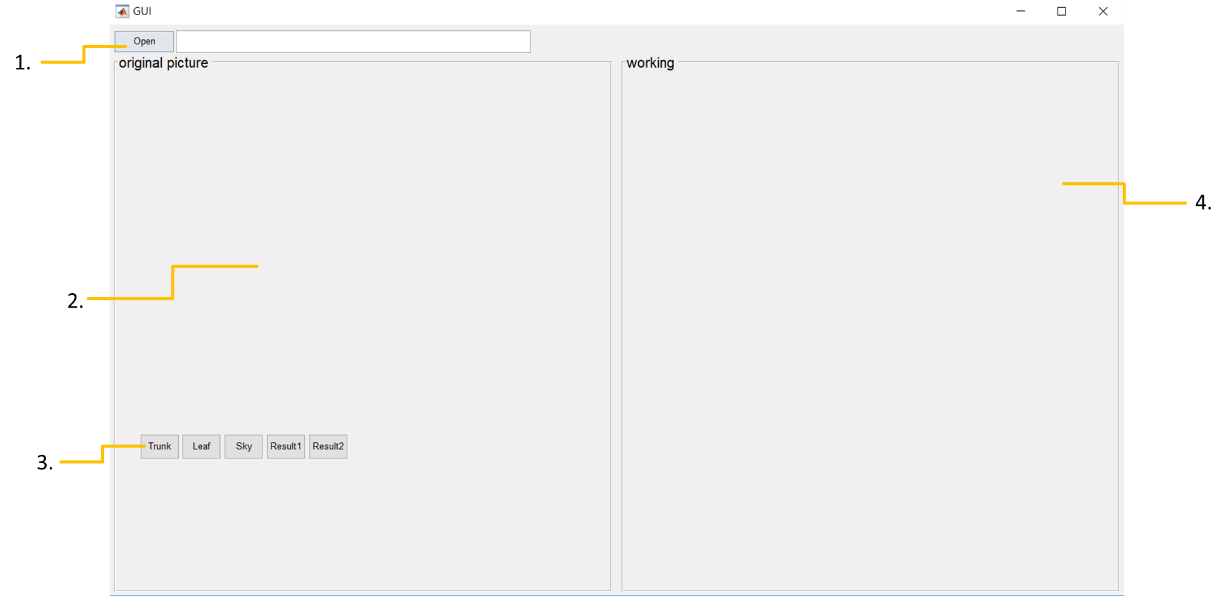 GUI
Open
1.
original picture
working
4.
2.
Trunk Leaf Sky Result1 Result2
3.